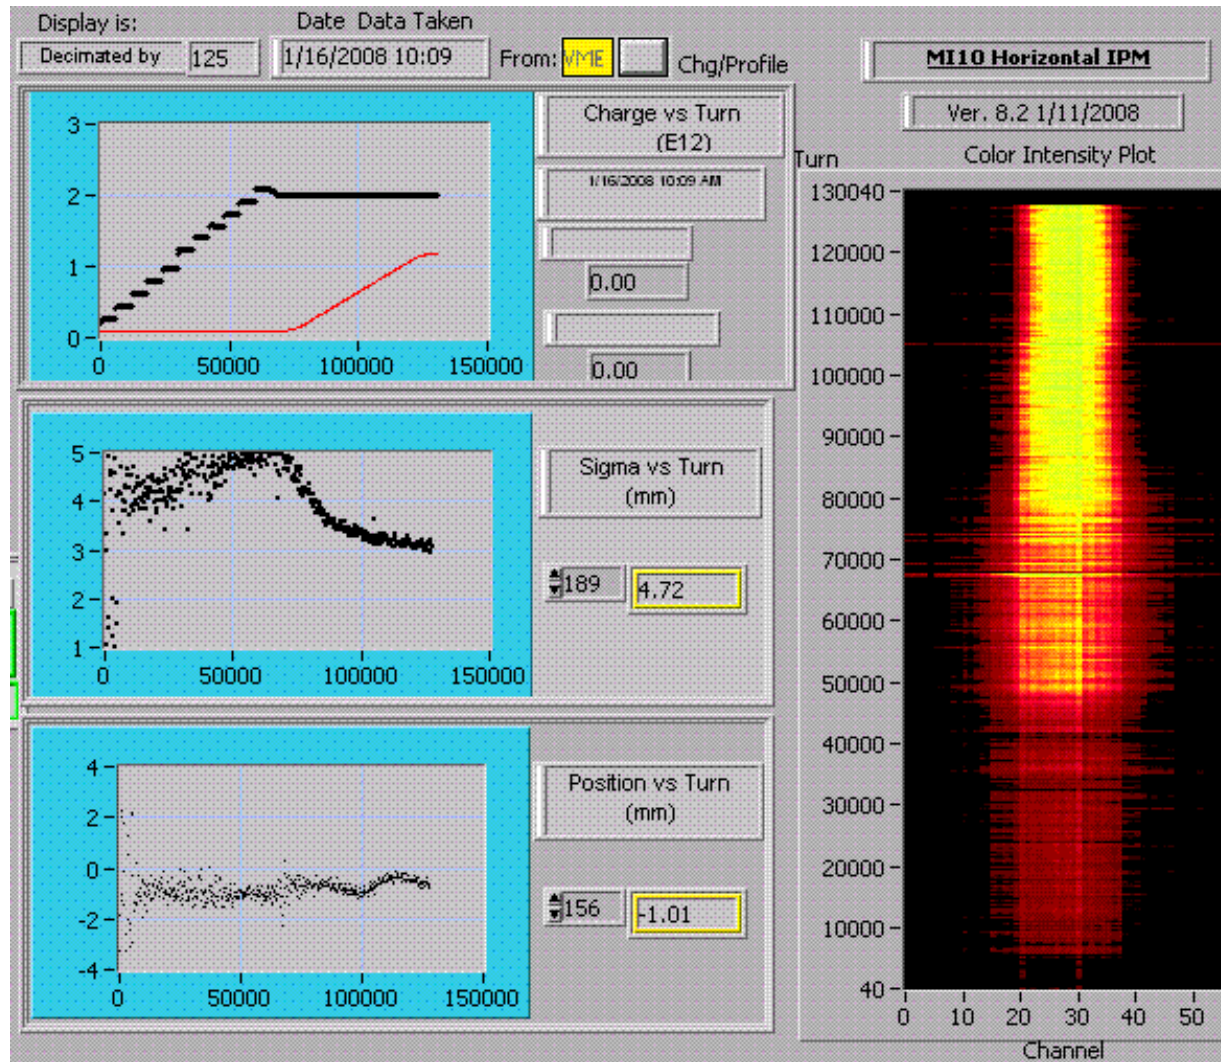 Display is:
Date Data Taken
Decimated by 125
1/16/2008 10:09
From: VME
Chg/Profile
MI10 Horizontal IPM
Ver. 8.2 1/11/2008
Charge vs Turn
(E12)
1/16/2008 10:09 AM
0.00
0.00
3
2
1
0
0 50000 100000 150000
Sigma vs Turn
(mm)
189 4.72
5
4
3
2
1
0 50000 100000 150000
Position vs Turn
(mm)
156 -1.01
4
2
0
-2
-4
0 50000 100000 150000
Turn
Color Intensity Plot
130040
120000
110000
100000
90000
80000
70000
60000
50000
40000
30000
20000
10000
40
0 10 20 30 40 50
Channel